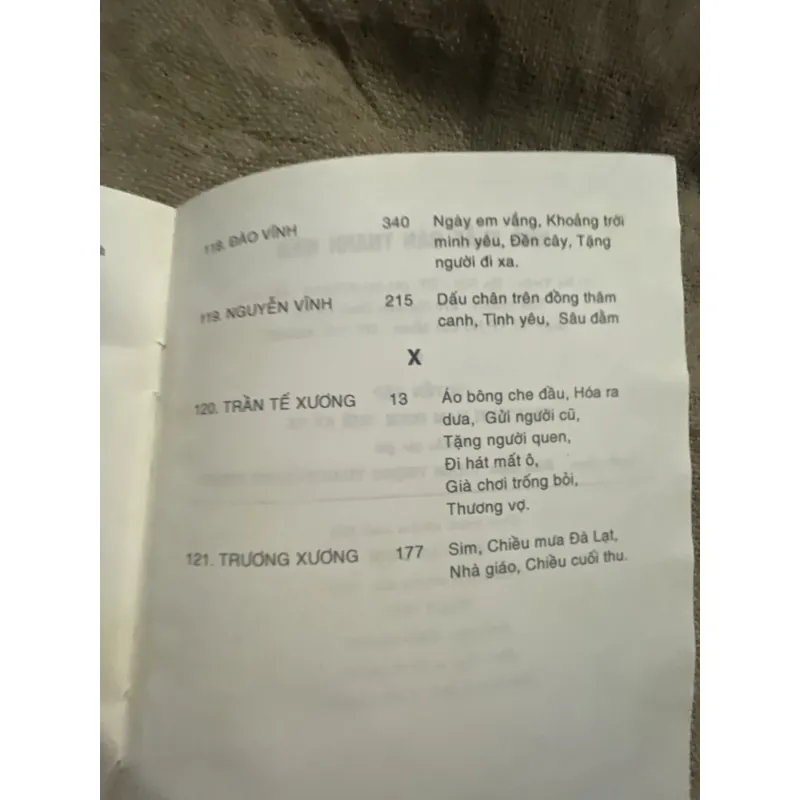 118. ĐÀO VĨNH 340 Ngày em vắng, Khoảng trời
mình yêu, Đền cây, Tặng
người đi xa.
119. NGUYỄN VĨNH 215 Dấu chân trên đồng thâm
canh, Tình yêu, Sâu đằm
X
120. TRẦN TẾ XƯƠNG 13 Áo bông che đầu, Hóa ra
dưa, Gửi người cũ,
Tặng người quen,
Đi hát mất ô,
Già chơi trống bỏi,
Thương vợ.
121. TRƯƠNG XƯƠNG 177 Sim, Chiều mưa Đà Lạt,
Nhà giáo, Chiều cuối thu.